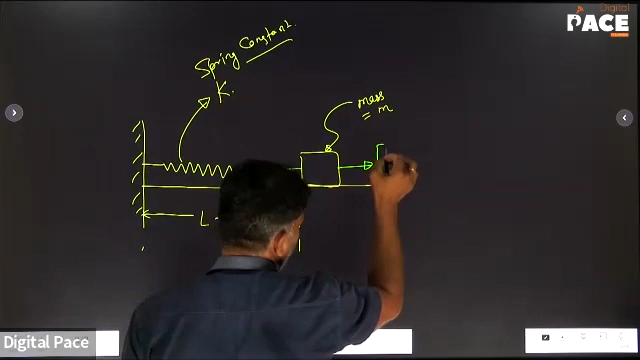 Digital
PACE
Spring Constant.
K.
mass
= m
F
L
Digital Pace